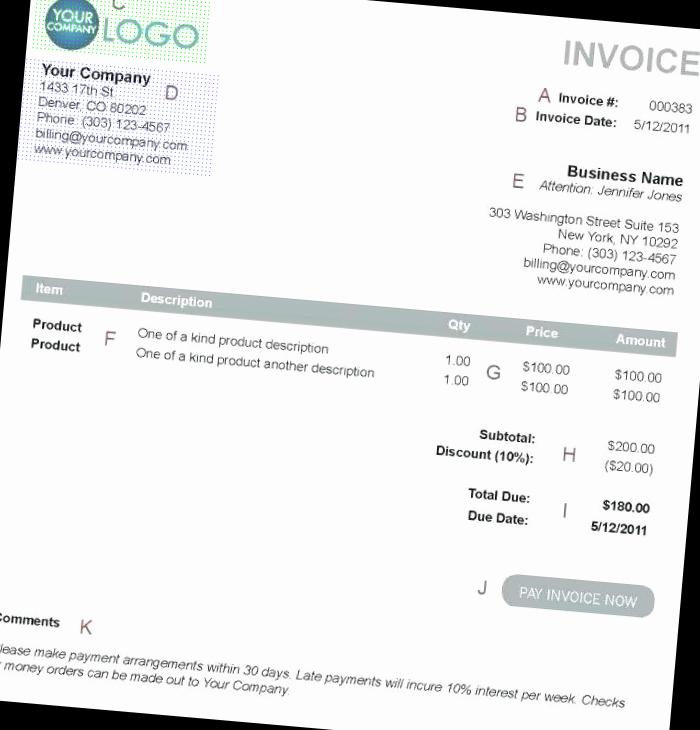 C
YOUR
COMPANY
LOGO
INVOICE
Your Company
1433 17th St
Denver, CO 80202
Phone: (303) 123-4567
billing@yourcompany.com
www.yourcompany.com
D
A Invoice #: 000383
B Invoice Date: 5/12/2011
Business Name
E Attention: Jennifer Jones
303 Washington Street Suite 153
New York, NY 10292
Phone: (303) 123-4567
billing@yourcompany.com
www.yourcompany.com
Item Description Qty Price Amount
Product F One of a kind product description 1.00 G $100.00 $100.00
Product One of a kind product another description 1.00 $100.00 $100.00
Subtotal: $200.00
Discount (10%): H ($20.00)
Total Due: I $180.00
Due Date: 5/12/2011
J PAY INVOICE NOW
omments K
lease make payment arrangements within 30 days. Late payments will incure 10% interest per week. Checks
money orders can be made out to Your Company.